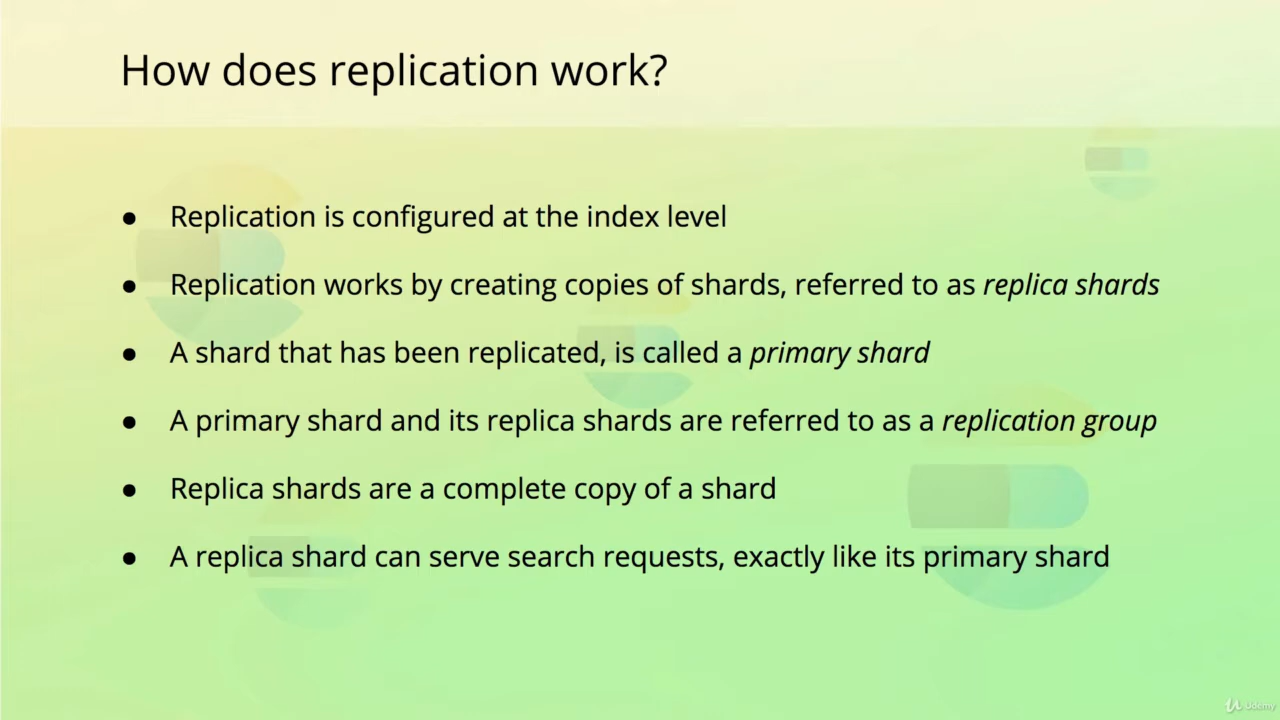 How does replication work?
● Replication is configured at the index level
● Replication works by creating copies of shards, referred to as replica shards
● A shard that has been replicated, is called a primary shard
● A primary shard and its replica shards are referred to as a replication group
● Replica shards are a complete copy of a shard
● A replica shard can serve search requests, exactly like its primary shard
Udemy